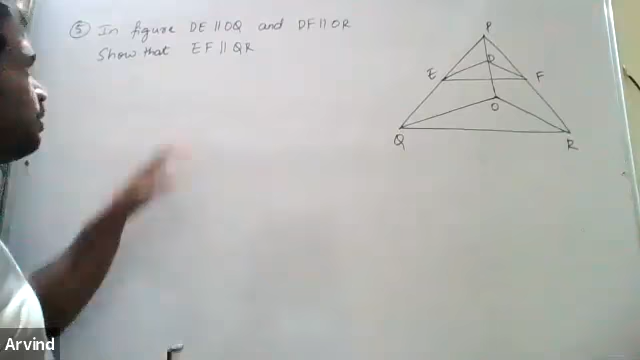 ⑤ In figure DE || OQ and DF || OR
Show that EF || QR
P
D
E
F
O
Q
R
Arvind